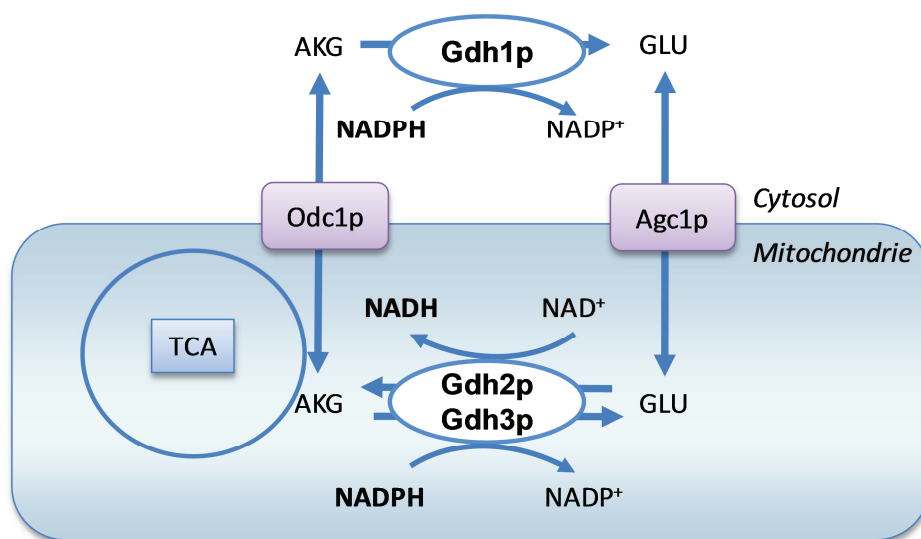 AKG Gdh1p GLU
NADPH NADP⁺
Odc1p Agc1p Cytosol
Mitochondrie
NADH NAD⁺
TCA
Gdh2p
AKG GLU
Gdh3p
NADPH NADP⁺